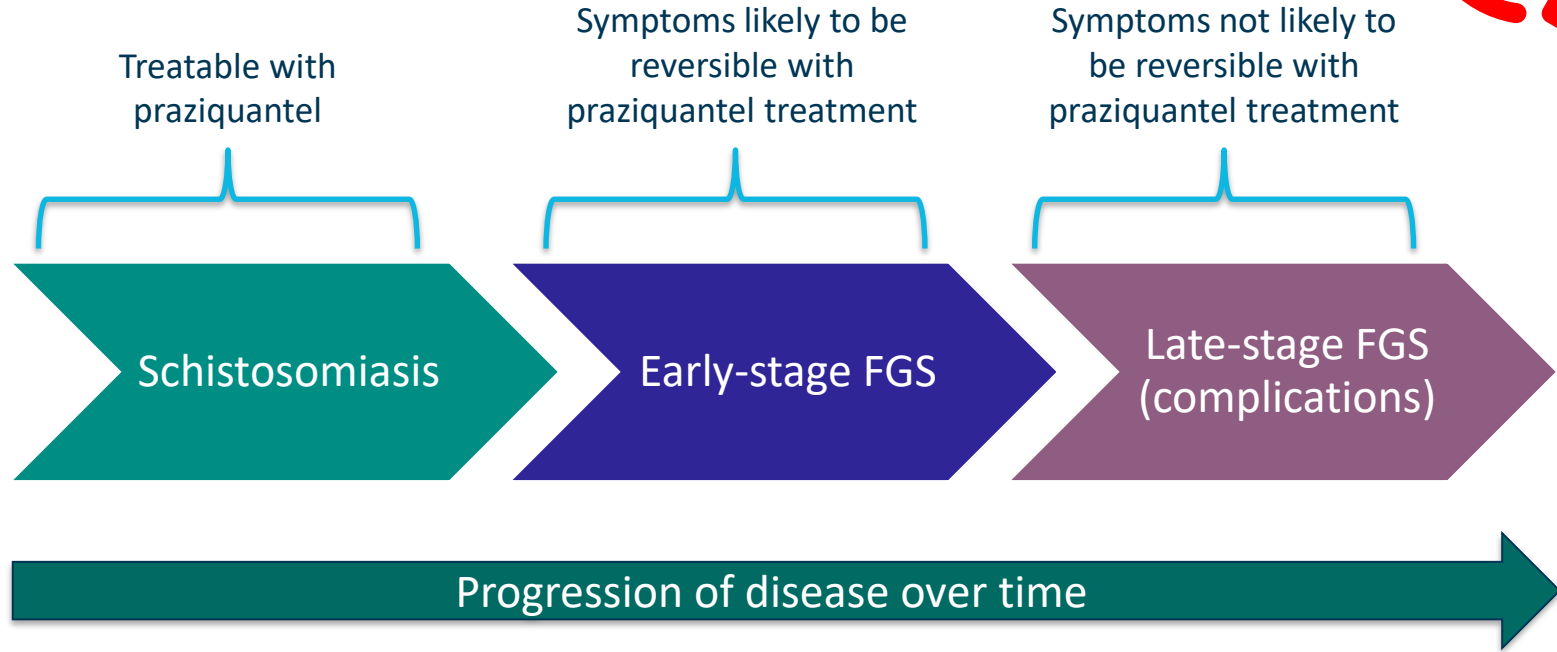 Treatable with
praziquantel
Symptoms likely to be
reversible with
praziquantel treatment
Symptoms not likely to
be reversible with
praziquantel treatment
Schistosomiasis
Early-stage FGS
Late-stage FGS
(complications)
Progression of disease over time